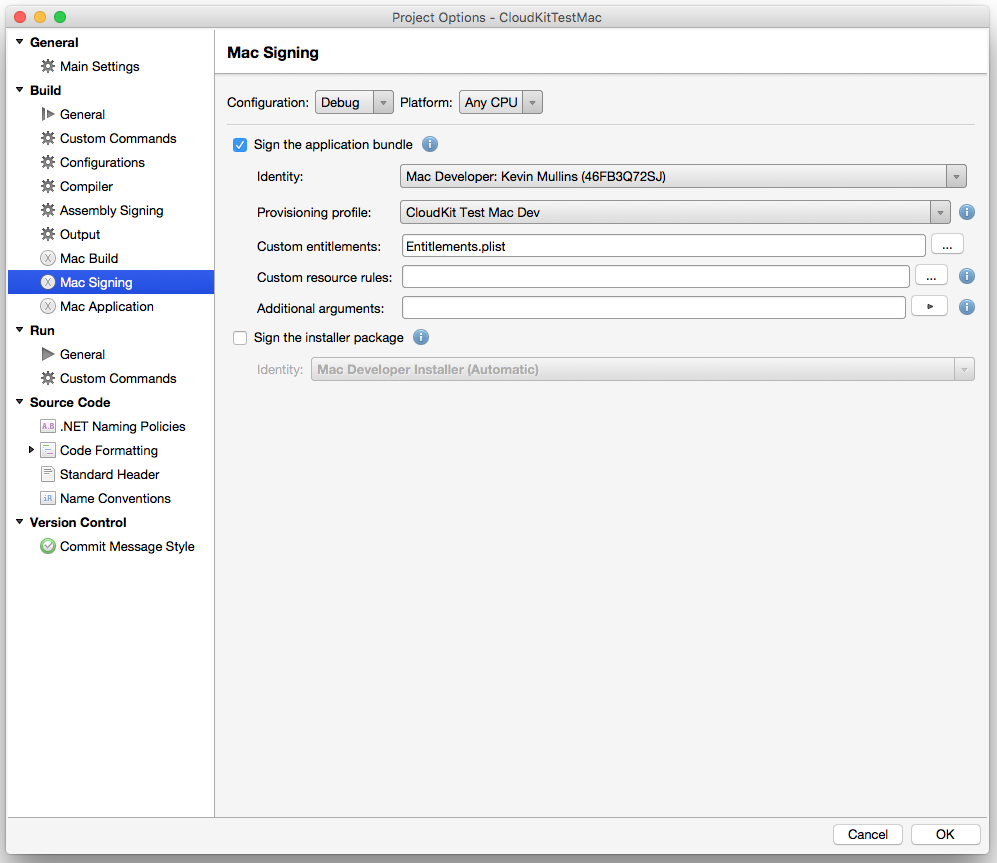 Project Options - CloudKitTestMac
General
Main Settings
Build
General
Custom Commands
Configurations
Compiler
Assembly Signing
Output
Mac Build
Mac Signing
Mac Application
Run
General
Custom Commands
Source Code
A.B .NET Naming Policies
Code Formatting
Standard Header
iR Name Conventions
Version Control
Commit Message Style
Mac Signing
Configuration: Debug Platform: Any CPU
Sign the application bundle
Identity: Mac Developer: Kevin Mullins (46FB3Q72SJ)
Provisioning profile: CloudKit Test Mac Dev
Custom entitlements: Entitlements.plist ...
Custom resource rules: ...
Additional arguments:
Sign the installer package
Identity: Mac Developer Installer (Automatic)
Cancel OK